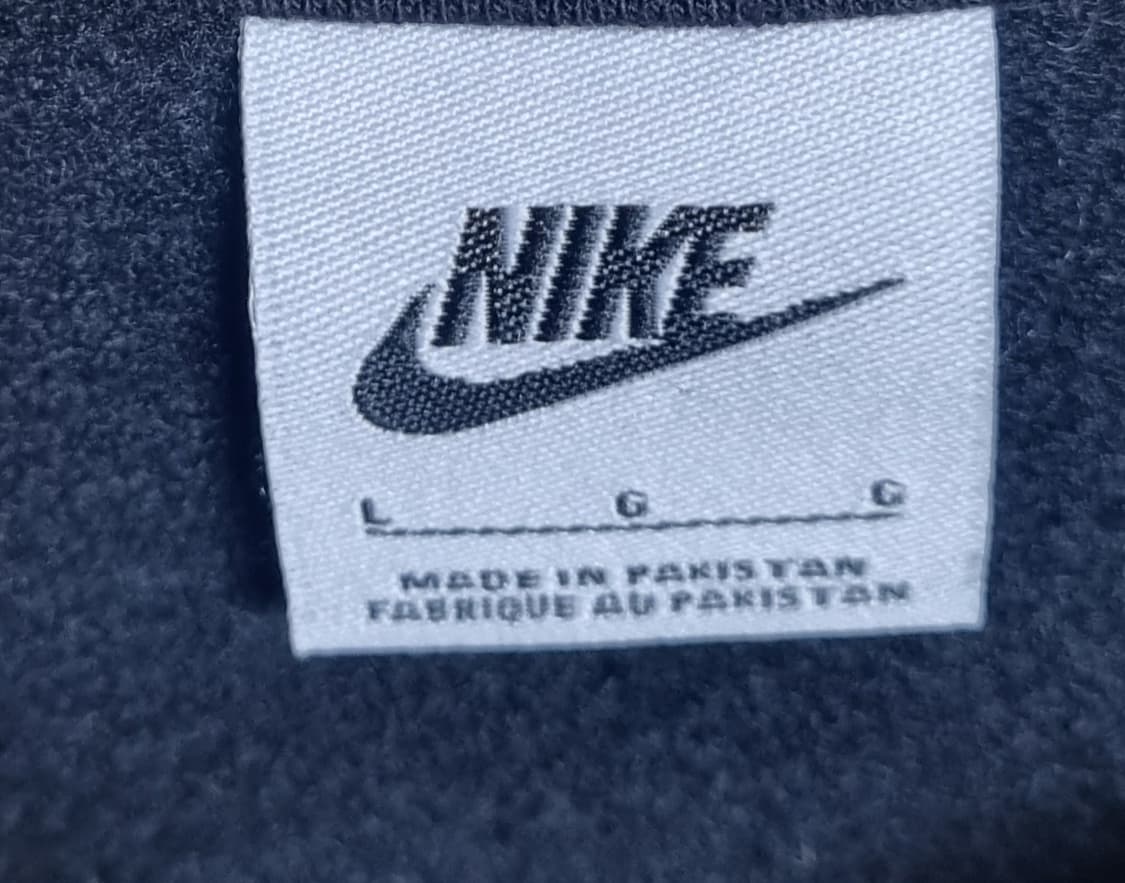 NIKE
L G G
MADE IN PAKISTAN
FABRIQUE AU PAKISTAN